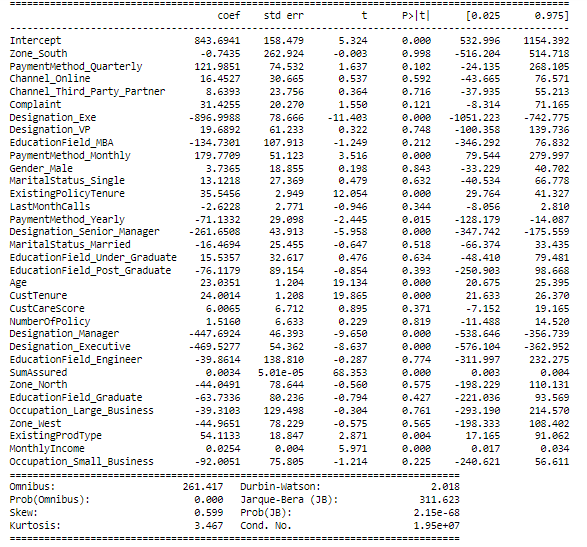 coef std err t P>|t| [0.025 0.975]
Intercept 843.6941 158.479 5.324 0.000 532.996 1154.392
Zone_South -0.7435 262.924 -0.003 0.998 -516.204 514.718
PaymentMethod_Quarterly 121.9851 74.532 1.637 0.102 -24.135 268.105
Channel_Online 16.4527 30.665 0.537 0.592 -43.665 76.571
Channel_Third_Party_Partner 8.6393 23.756 0.364 0.716 -37.935 55.213
Complaint 31.4255 20.270 1.550 0.121 -8.314 71.165
Designation_Exe -896.9988 78.666 -11.403 0.000 -1051.223 -742.775
Designation_VP 19.6892 61.233 0.322 0.748 -100.358 139.736
EducationField_MBA -134.7301 107.913 -1.249 0.212 -346.292 76.832
PaymentMethod_Monthly 179.7709 51.123 3.516 0.000 79.544 279.997
Gender_Male 3.7365 18.855 0.198 0.843 -33.229 40.702
MaritalStatus_Single 13.1218 27.369 0.479 0.632 -40.534 66.778
ExistingPolicyTenure 35.5456 2.949 12.054 0.000 29.764 41.327
LastMonthCalls -2.6228 2.771 -0.946 0.344 -8.056 2.810
PaymentMethod_Yearly -71.1332 29.098 -2.445 0.015 -128.179 -14.087
Designation_Senior_Manager -261.6508 43.913 -5.958 0.000 -347.742 -175.559
MaritalStatus_Married -16.4694 25.455 -0.647 0.518 -66.374 33.435
EducationField_Under_Graduate 15.5357 32.617 0.476 0.634 -48.410 79.481
EducationField_Post_Graduate -76.1179 89.154 -0.854 0.393 -250.903 98.668
Age 23.0351 1.204 19.134 0.000 20.675 25.395
CustTenure 24.0014 1.208 19.865 0.000 21.633 26.370
CustCareScore 6.0065 6.712 0.895 0.371 -7.152 19.165
NumberOfPolicy 1.5160 6.633 0.229 0.819 -11.488 14.520
Designation_Manager -447.6924 46.393 -9.650 0.000 -538.646 -356.739
Designation_Executive -469.5277 54.362 -8.637 0.000 -576.104 -362.952
EducationField_Engineer -39.8614 138.810 -0.287 0.774 -311.997 232.275
SumAssured 0.0034 5.01e-05 68.353 0.000 0.003 0.004
Zone_North -44.0491 78.644 -0.560 0.575 -198.229 110.131
EducationField_Graduate -63.7336 80.236 -0.794 0.427 -221.036 93.569
Occupation_Large_Business -39.3103 129.498 -0.304 0.761 -293.190 214.570
Zone_West -44.9651 78.229 -0.575 0.565 -198.333 108.402
ExistingProdType 54.1133 18.847 2.871 0.004 17.165 91.062
MonthlyIncome 0.0254 0.004 5.971 0.000 0.017 0.034
Occupation_Small_Business -92.0051 75.805 -1.214 0.225 -240.621 56.611
Omnibus: 261.417 Durbin-Watson: 2.018
Prob(Omnibus): 0.000 Jarque-Bera (JB): 311.623
Skew: 0.599 Prob(JB): 2.15e-68
Kurtosis: 3.467 Cond. No. 1.95e+07